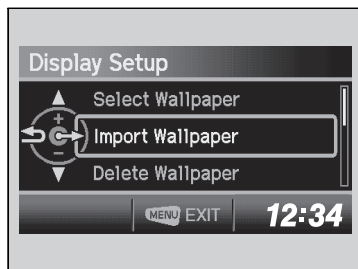 Display Setup
Select Wallpaper
Import Wallpaper
Delete Wallpaper
MENU EXIT
12:34